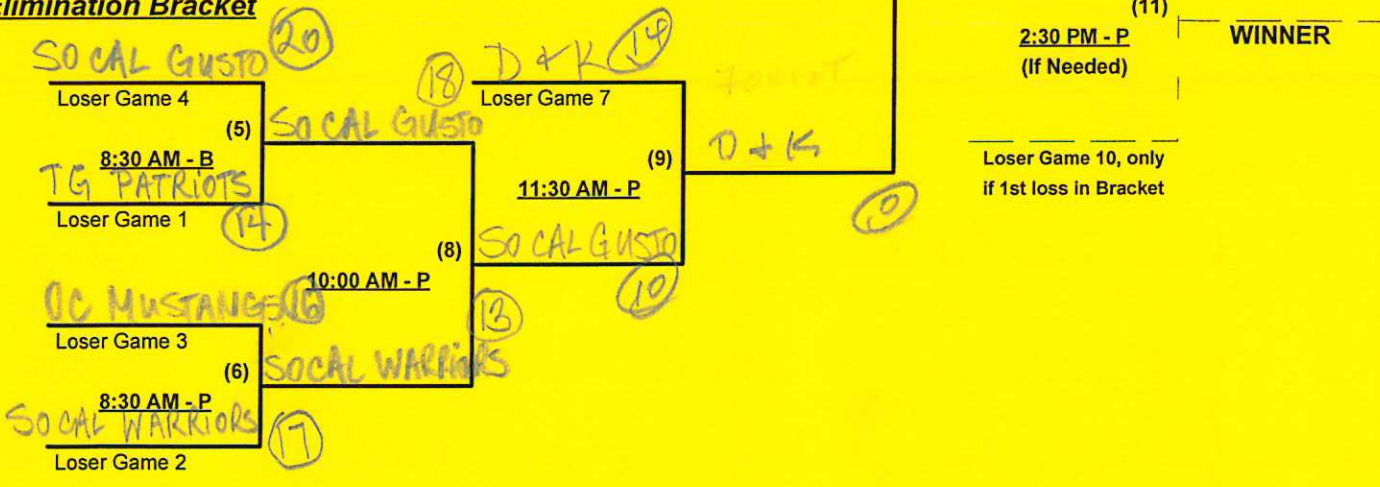 Elimination Bracket
SO CAL GUSTO 20
Loser Game 4
(5)
8:30 AM - B
TG PATRIOTS
Loser Game 1
14
SO CAL GUSTO
18
D + K 14
Loser Game 7
(9)
11:30 AM - P
D + K
0
(8)
10:00 AM - P
SO CAL GUSTO
10
OC MUSTANGS 16
Loser Game 3
(6)
8:30 AM - P
SO CAL WARRIORS
17
Loser Game 2
13
SOCAL WARRIORS
(11)
2:30 PM - P
(If Needed)
WINNER
Loser Game 10, only
if 1st loss in Bracket